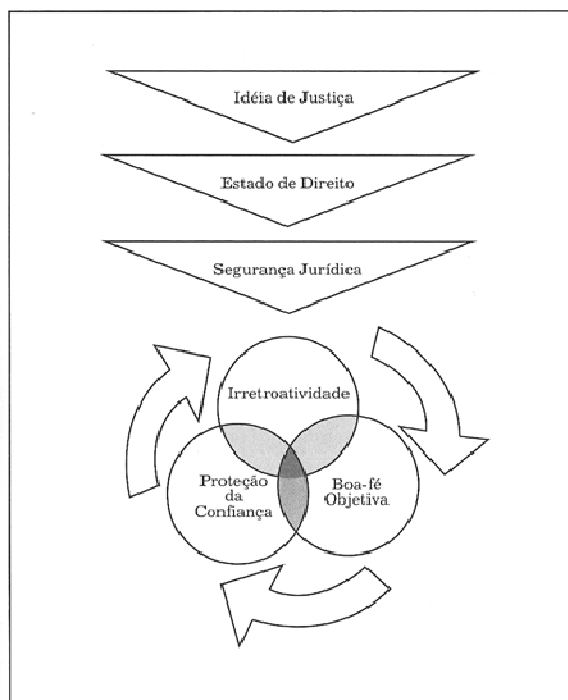 Idéia de Justiça
Estado de Direito
Segurança Jurídica
Irretroatividade
Proteção
da
Confiança
Boa-fé
Objetiva